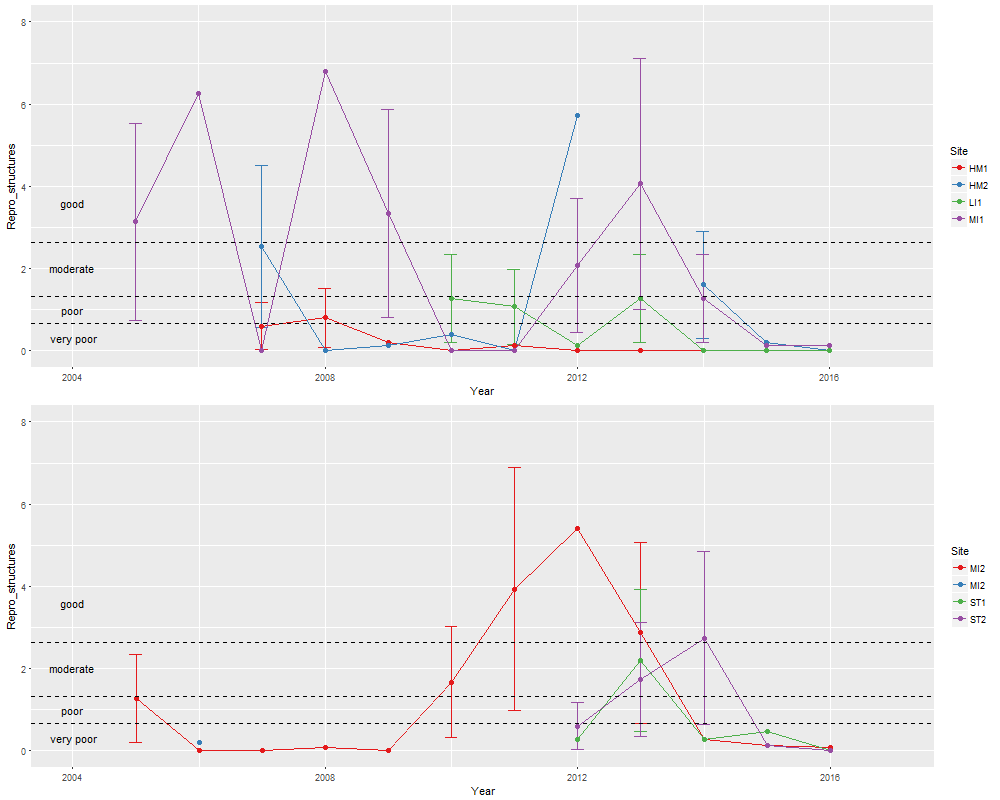 8
6
4
2
0
Repro_structures
good
moderate
poor
very poor
2004
2008
2012
2016
Year
Site
HM1
HM2
LI1
MI1
8
6
4
2
0
Repro_structures
good
moderate
poor
very poor
2004
2008
2012
2016
Year
Site
MI2
MI2
ST1
ST2